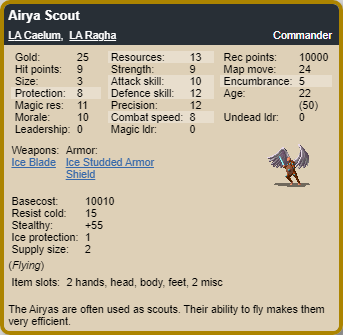 Airya Scout
LA Caelum, LA Ragha Commander
Gold: 25 Resources: 13 Rec points: 10000
Hit points: 9 Strength: 9 Map move: 24
Size: 3 Attack skill: 10 Encumbrance: 5
Protection: 8 Defence skill: 12 Age: 22
Magic res: 11 Precision: 12 (50)
Morale: 10 Combat speed: 8 Undead ldr: 0
Leadership: 0 Magic ldr: 0
Weapons: Armor:
Ice Blade Ice Studded Armor
Shield
Basecost: 10010
Resist cold: 15
Stealthy: +55
Ice protection: 1
Supply size: 2
(Flying)
Item slots: 2 hands, head, body, feet, 2 misc
The Airyas are often used as scouts. Their ability to fly makes them
very efficient.